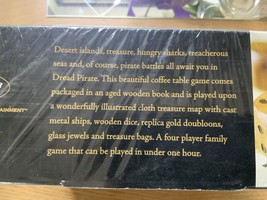 Desert islands, treasure, hungry sharks, treacherous
seas and, of course, pirate battles all await you in
Dread Pirate. This beautiful coffee table game comes
packaged in an aged wooden book and is played upon
a wonderfully illustrated cloth treasure map with cast
metal ships, wooden dice, replica gold doubloons,
glass jewels and treasure bags. A four player family
game that can be played in under one hour.